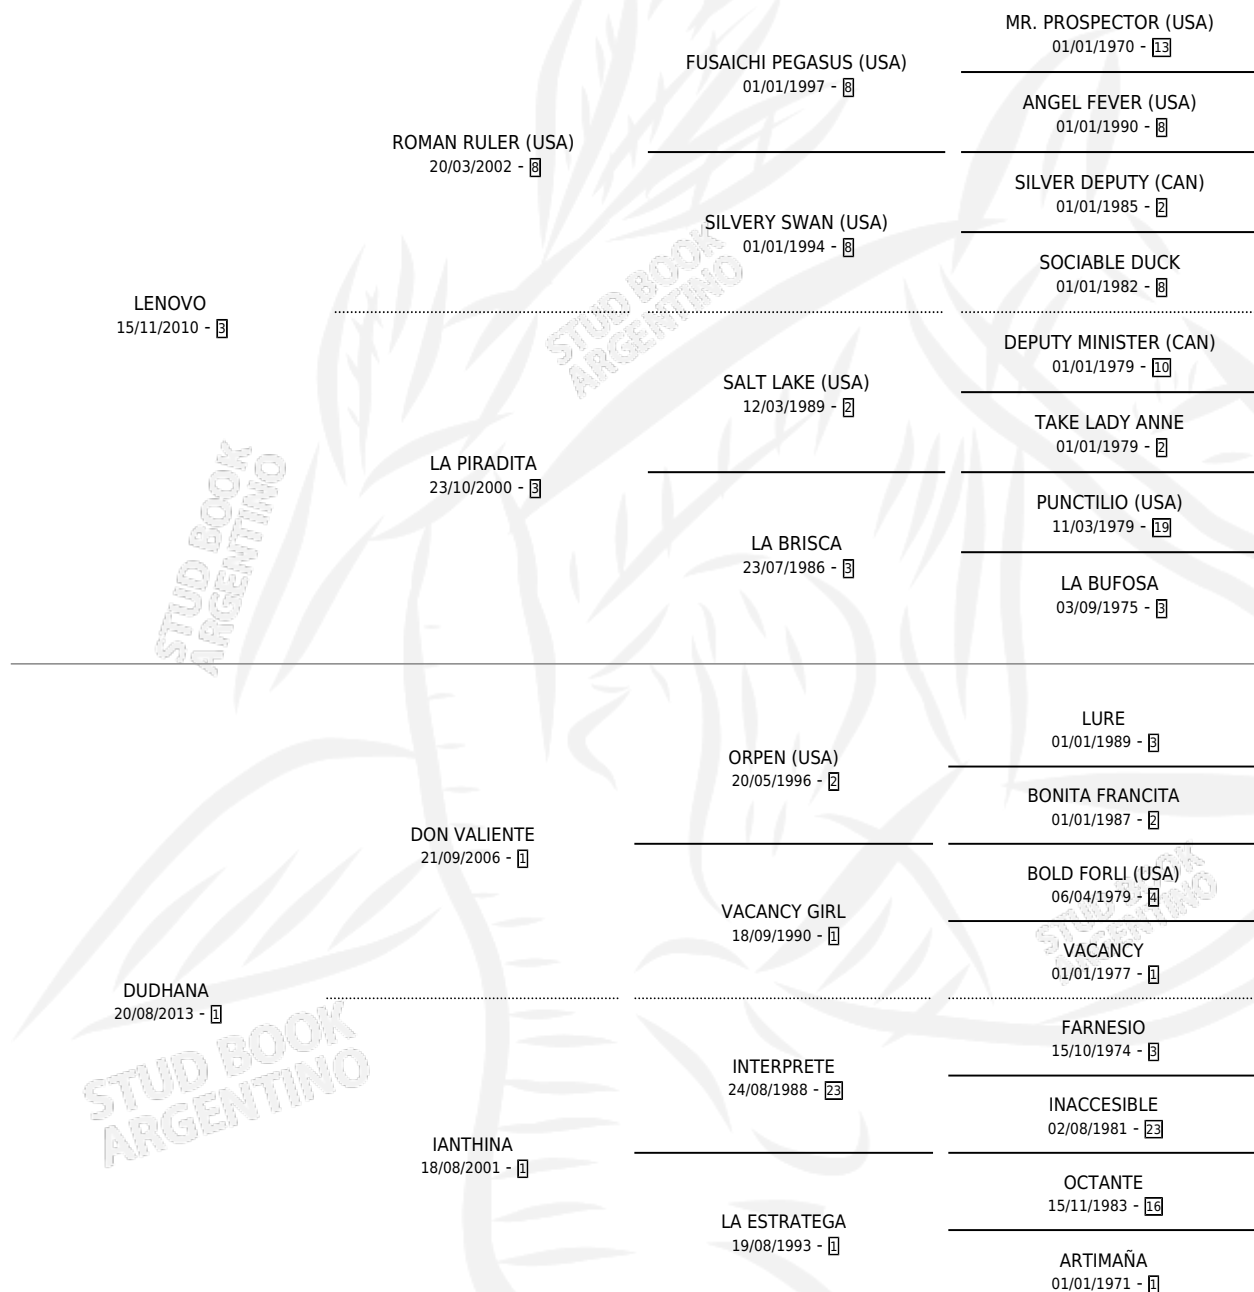 MR. PROSPECTOR (USA)
01/01/1970 - 13
FUSAICHI PEGASUS (USA)
01/01/1997 - 8
ANGEL FEVER (USA)
01/01/1990 - 8
ROMAN RULER (USA)
20/03/2002 - 8
SILVER DEPUTY (CAN)
01/01/1985 - 2
SILVERY SWAN (USA)
01/01/1994 - 8
SOCIABLE DUCK
01/01/1982 - 8
LENOVO
15/11/2010 - 3
DEPUTY MINISTER (CAN)
01/01/1979 - 10
SALT LAKE (USA)
12/03/1989 - 2
TAKE LADY ANNE
01/01/1979 - 2
LA PIRADITA
23/10/2000 - 3
PUNCTILIO (USA)
11/03/1979 - 19
LA BRISCA
23/07/1986 - 3
LA BUFOSA
03/09/1975 - 3
LURE
01/01/1989 - 3
ORPEN (USA)
20/05/1996 - 2
BONITA FRANCITA
01/01/1987 - 2
DON VALIENTE
21/09/2006 - 1
BOLD FORLI (USA)
06/04/1979 - 4
VACANCY GIRL
18/09/1990 - 1
VACANCY
01/01/1977 - 1
DUDHANA
20/08/2013 - 1
FARNESIO
15/10/1974 - 3
INTERPRETE
24/08/1988 - 23
INACCESIBLE
02/08/1981 - 23
IANTHINA
18/08/2001 - 1
OCTANTE
15/11/1983 - 16
LA ESTRATEGA
19/08/1993 - 1
ARTIMAÑA
01/01/1971 - 1
STUD BOOK
ARGENTINO
STUD BOOK
ARGENTINO
STUD BOOK
ARGENTINO
STUD BOOK
ARGENTINO